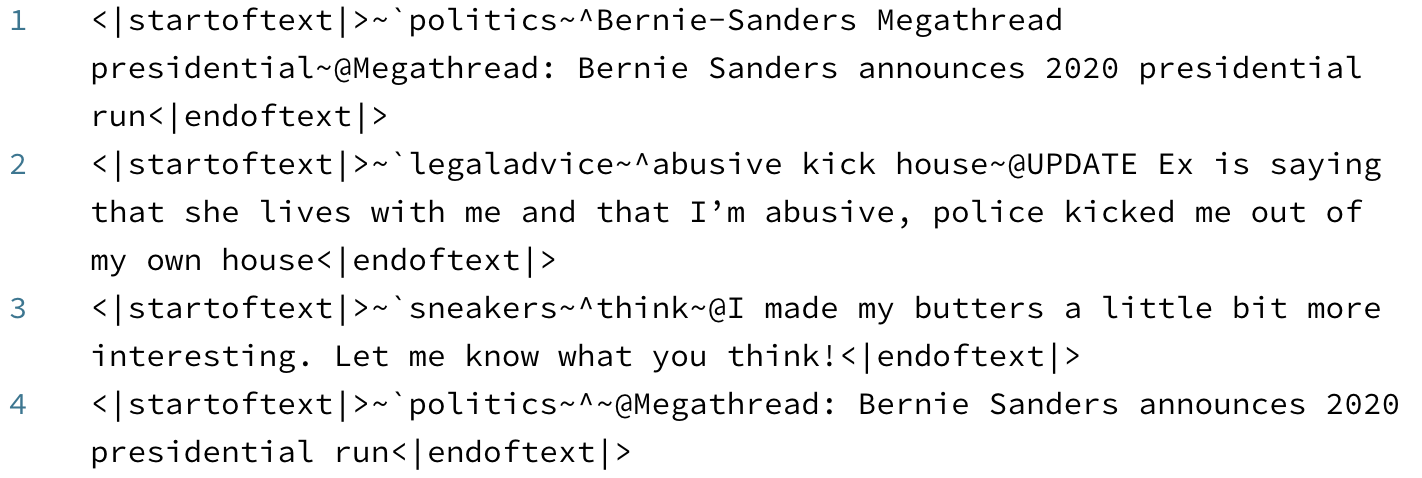 1 <|startoftext|>~`politics~^Bernie-Sanders Megathread
presidential~@Megathread: Bernie Sanders announces 2020 presidential
run<|endoftext|>
2 <|startoftext|>~`legaladvice~^abusive kick house~@UPDATE Ex is saying
that she lives with me and that I’m abusive, police kicked me out of
my own house<|endoftext|>
3 <|startoftext|>~`sneakers~^think~@I made my butters a little bit more
interesting. Let me know what you think!<|endoftext|>
4 <|startoftext|>~`politics~^~@Megathread: Bernie Sanders announces 2020
presidential run<|endoftext|>